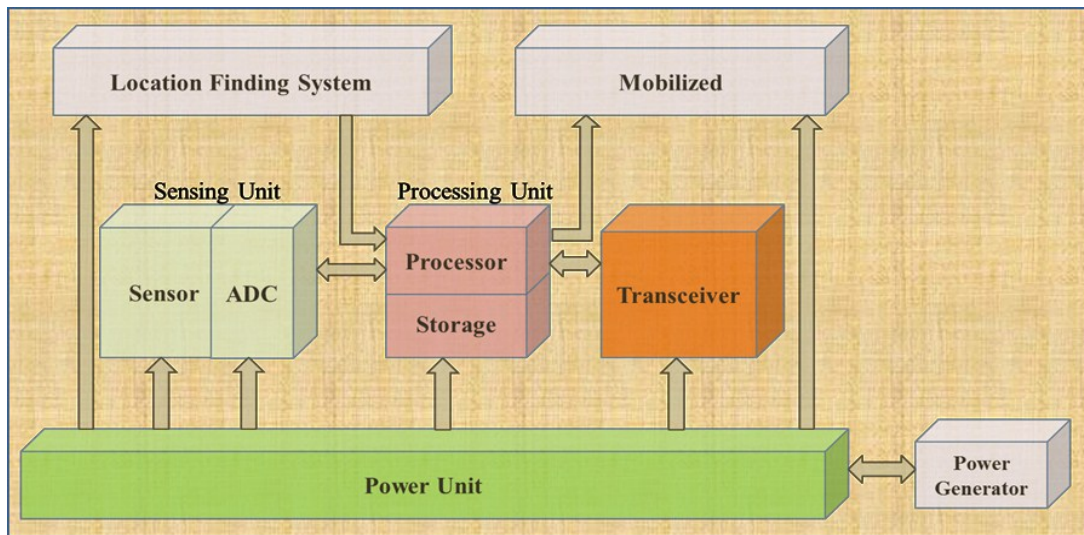 Location Finding System
Mobilized
Sensing Unit
Processing Unit
Sensor
ADC
Processor
Storage
Transceiver
Power Unit
Power
Generator